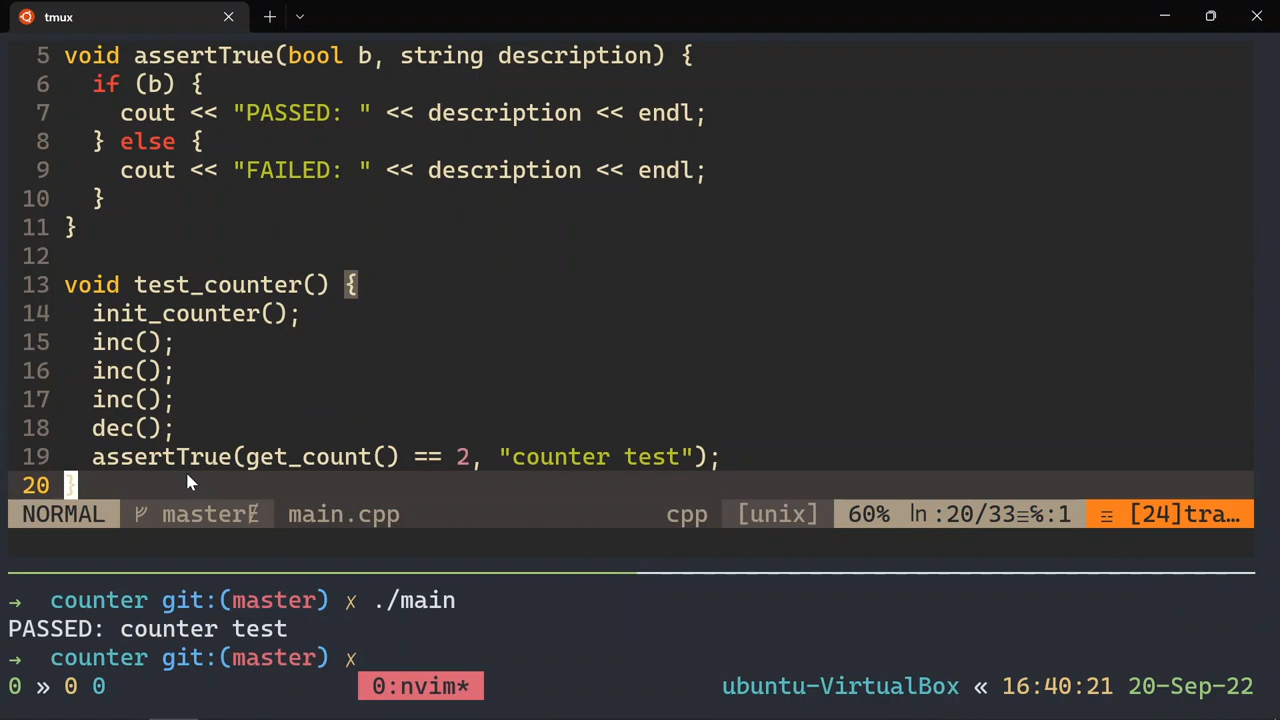 tmux
5 void assertTrue(bool b, string description) {
6 if (b) {
7 cout << "PASSED: " << description << endl;
8 } else {
9 cout << "FAILED: " << description << endl;
10 }
11 }
12
13 void test_counter() {
14 init_counter();
15 inc();
16 inc();
17 inc();
18 dec();
19 assertTrue(get_count() == 2, "counter test");
20 }
NORMAL master main.cpp cpp [unix] 60% ln :20/33≡℅:1 ☲ [24]tra…
→ counter git:(master) ✗ ./main
PASSED: counter test
→ counter git:(master) ✗
0 » 0 0 0:nvim* ubuntu-VirtualBox « 16:40:21 20-Sep-22